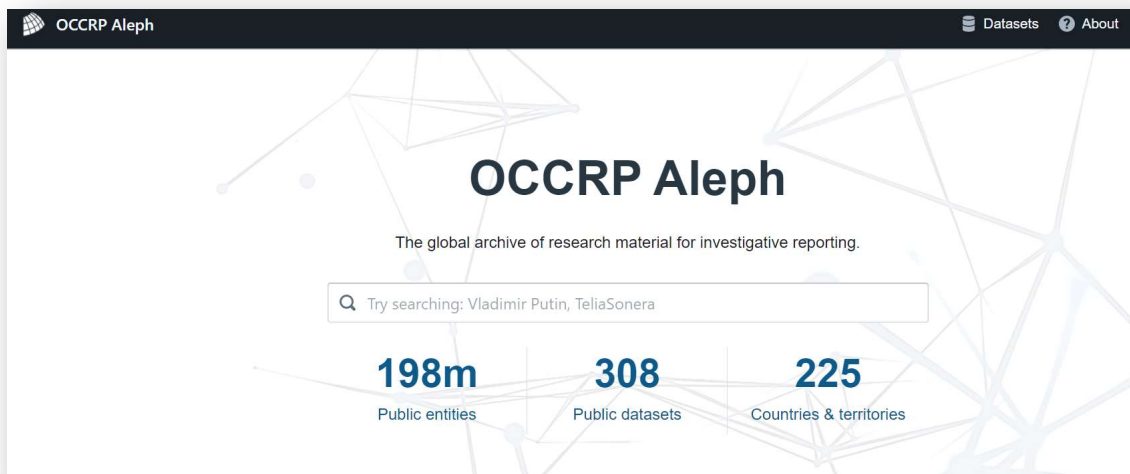 OCCRP Aleph
Datasets
About
OCCRP Aleph
The global archive of research material for investigative reporting.
Try searching: Vladimir Putin, TeliaSonera
198m
308
225
Public entities
Public datasets
Countries & territories